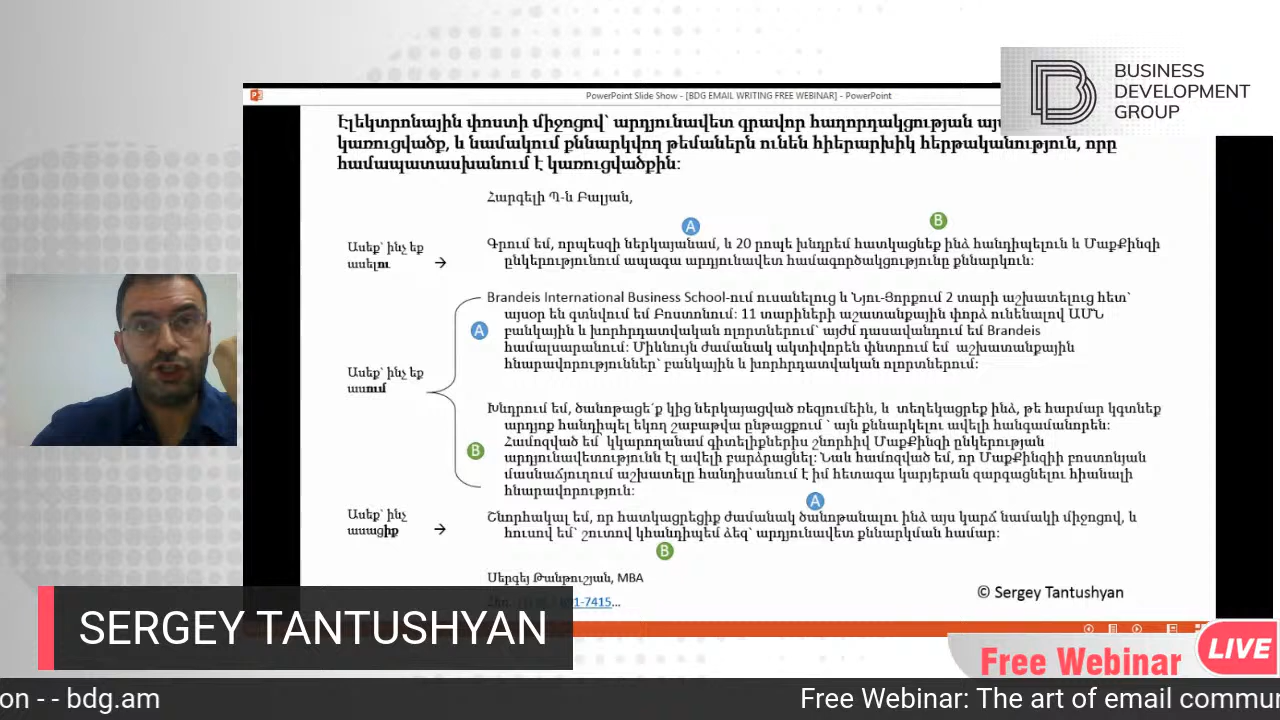 BUSINESS
DEVELOPMENT
GROUP
PowerPoint Slide Show - [BDG EMAIL WRITING FREE WEBINAR] - PowerPoint
Էլեկտրոնային փոստի միջոցով՝ արդյունավետ գրավոր հաղորդակցության
կառուցվածք, և նամակում քննարկվող թեմաներն ունեն հիերարխիկ հերթականություն, որը
համապատասխանում է կառուցվածքին:
Հարգելի Պ-ն Բալյան,
A
B
Ասեք՝ ինչ եք
ասելու →
Գրում եմ, որպեսզի ներկայանամ, և 20 րոպե խնդրեմ հատկացնեք ինձ հանդիպելուն և ՄաքՔինզի
ընկերությունում ապագա արդյունավետ համագործակցությունը քննարկուն:
Brandeis International Business School-ում ուսանելուց և Նյու-Յորքում 2 տարի աշխատելուց հետ՝
այսօր են գտնվում եմ Բոստոնում: 11 տարիների աշատանքային փորձ ունենալով ԱՄՆ
A
բանկային և խորհրդատվական ոլորտներում՝ այժմ դասավանդում եմ Brandeis
համալսարանում: Միևնույն ժամանակ ակտիվորեն փնտրում եմ աշխատանքային
հնարավորություններ՝ բանկային և խորհրդատվական ոլորտներում:
Ասեք՝ ինչ եք
ասում
Խնդրում եմ, ծանոթացե՛ք կից ներկայացված ռեզյումեին, և տեղեկացրեք ինձ, թե հարմար կգտնեք
արդյոք հանդիպել եկող շաբաթվա ընթացքում ՝ այն քննարկելու ավելի հանգամանորեն:
Համոզված եմ՝ կկարողանամ գիտելիքներիս շնորհիվ ՄաքՔինզի ընկերության
B
արդյունավետությունն էլ ավելի բարձրացնել: Նաև համոզված եմ, որ ՄաքՔինզիի բոստոնյան
մասնաճյուղում աշխատելը հանդիսանում է իմ հետագա կարյերան զարգացնելու հիանալի
հնարավորություն:
A
Ասեք՝ ինչ
ասացիք →
Շնորհակալ եմ, որ հատկացրեցիք ժամանակ ծանոթանալու ինձ այս կարճ նամակի միջոցով, և
հուսով եմ՝ շուտով կհանդիպեմ ձեզ՝ արդյունավետ քննարկման համար:
B
Սերգեյ Թանթուշյան, MBA
1-7415...
© Sergey Tantushyan
SERGEY TANTUSHYAN
LIVE
Free Webinar
on - - bdg.am
Free Webinar: The art of email commu